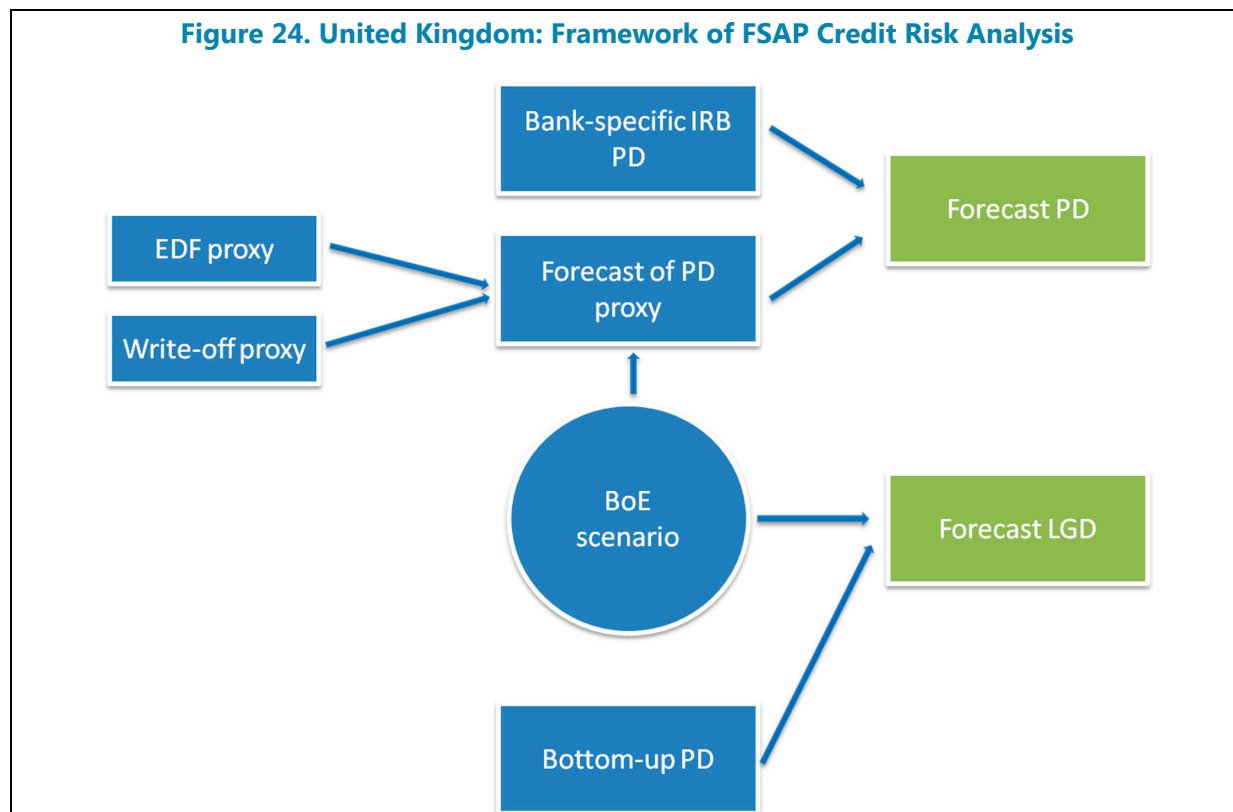 Figure 24. United Kingdom: Framework of FSAP Credit Risk Analysis
Bank-specific IRB
PD
Forecast PD
EDF proxy
Forecast of PD
proxy
Write-off proxy
BoE
scenario
Forecast LGD
Bottom-up PD